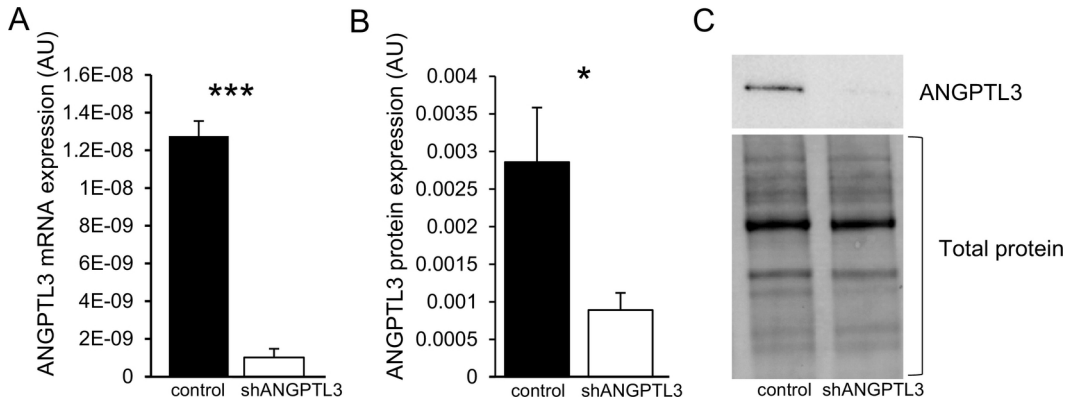 A
ANGPTL3 mRNA expression (AU)
1.6E-08
1.4E-08
1.2E-08
1E-08
8E-09
6E-09
4E-09
2E-09
0
***
control
shANGPTL3
B
ANGPTL3 protein expression (AU)
0.004
0.0035
0.003
0.0025
0.002
0.0015
0.001
0.0005
0
*
control
shANGPTL3
C
ANGPTL3
Total protein
control
shANGPTL3